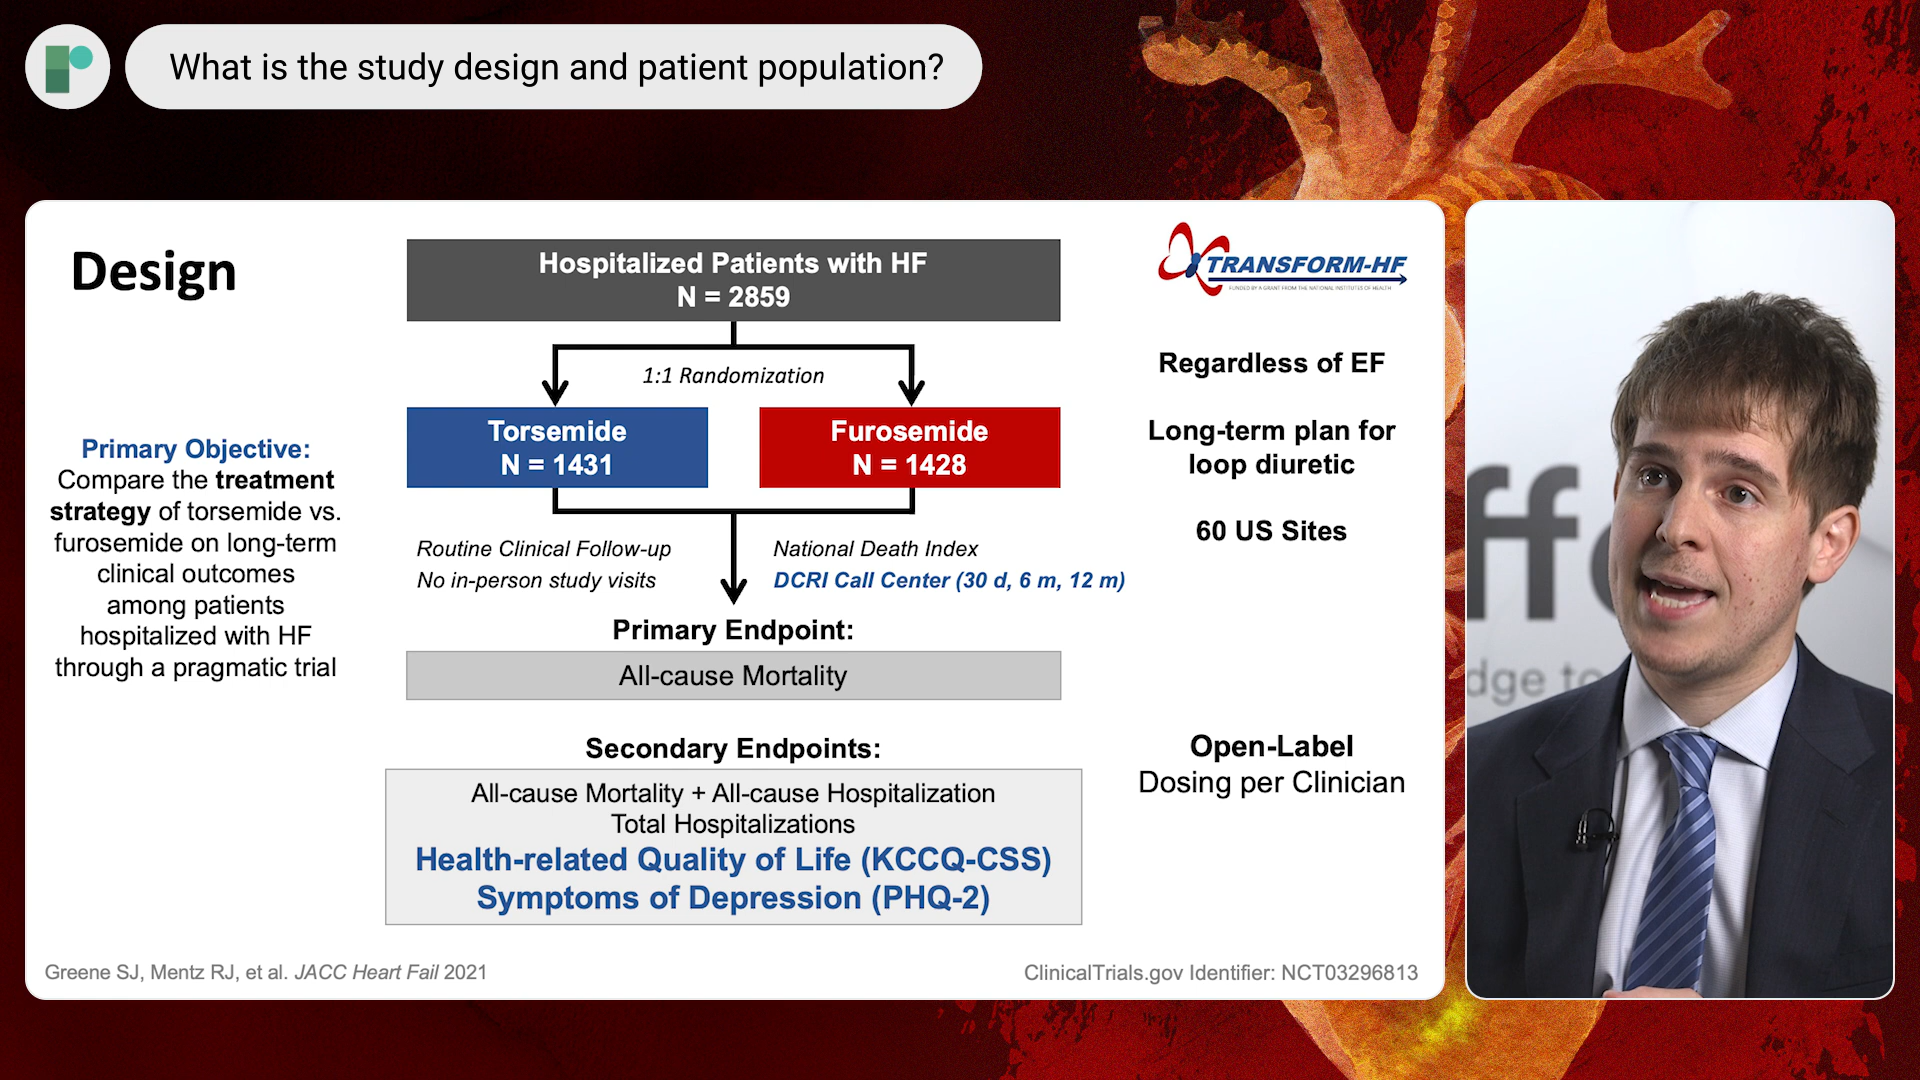 What is the study design and patient population?
Design
Hospitalized Patients with HF
N = 2859
TRANSFORM-HF
FUNDED BY A GRANT FROM THE NATIONAL INSTITUTES OF HEALTH
1:1 Randomization
Regardless of EF
Torsemide
N = 1431
Furosemide
N = 1428
Long-term plan for
loop diuretic
60 US Sites
Primary Objective:
Compare the treatment
strategy of torsemide vs.
furosemide on long-term
clinical outcomes
among patients
hospitalized with HF
through a pragmatic trial
Routine Clinical Follow-up
No in-person study visits
National Death Index
DCRI Call Center (30 d, 6 m, 12 m)
Primary Endpoint:
All-cause Mortality
Secondary Endpoints:
All-cause Mortality + All-cause Hospitalization
Total Hospitalizations
Health-related Quality of Life (KCCQ-CSS)
Symptoms of Depression (PHQ-2)
Open-Label
Dosing per Clinician
Greene SJ, Mentz RJ, et al. JACC Heart Fail 2021
ClinicalTrials.gov Identifier: NCT03296813